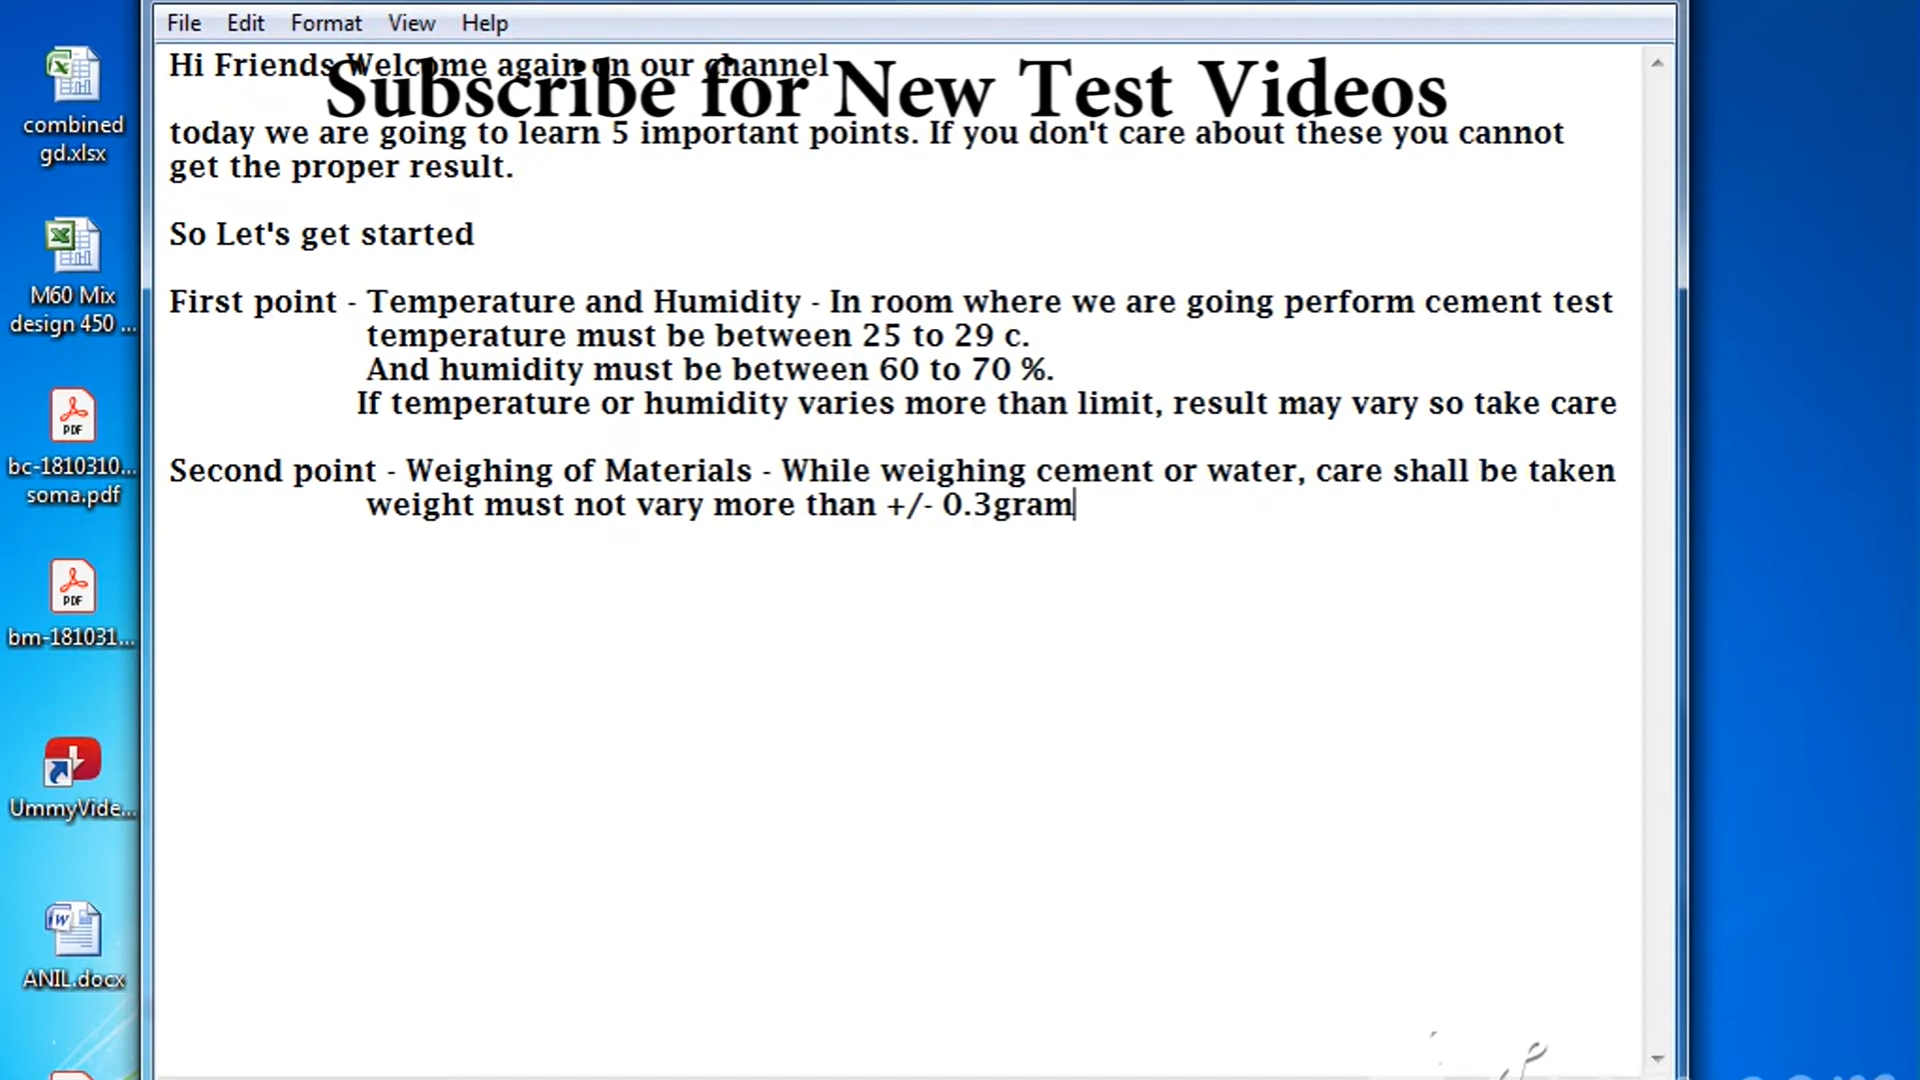 File Edit Format View Help
Hi Friends Welcome again on our channel
Subscribe for New Test Videos
today we are going to learn 5 important points. If you don't care about these you cannot
get the proper result.
So Let's get started
First point - Temperature and Humidity - In room where we are going perform cement test
temperature must be between 25 to 29 c.
And humidity must be between 60 to 70 %.
If temperature or humidity varies more than limit, result may vary so take care
Second point - Weighing of Materials - While weighing cement or water, care shall be taken
weight must not vary more than +/- 0.3gram
combined
gd.xlsx
M60 Mix
design 450 ...
PDF
bc-1810310...
soma.pdf
PDF
bm-181031...
UmmyVide...
ANIL.docx